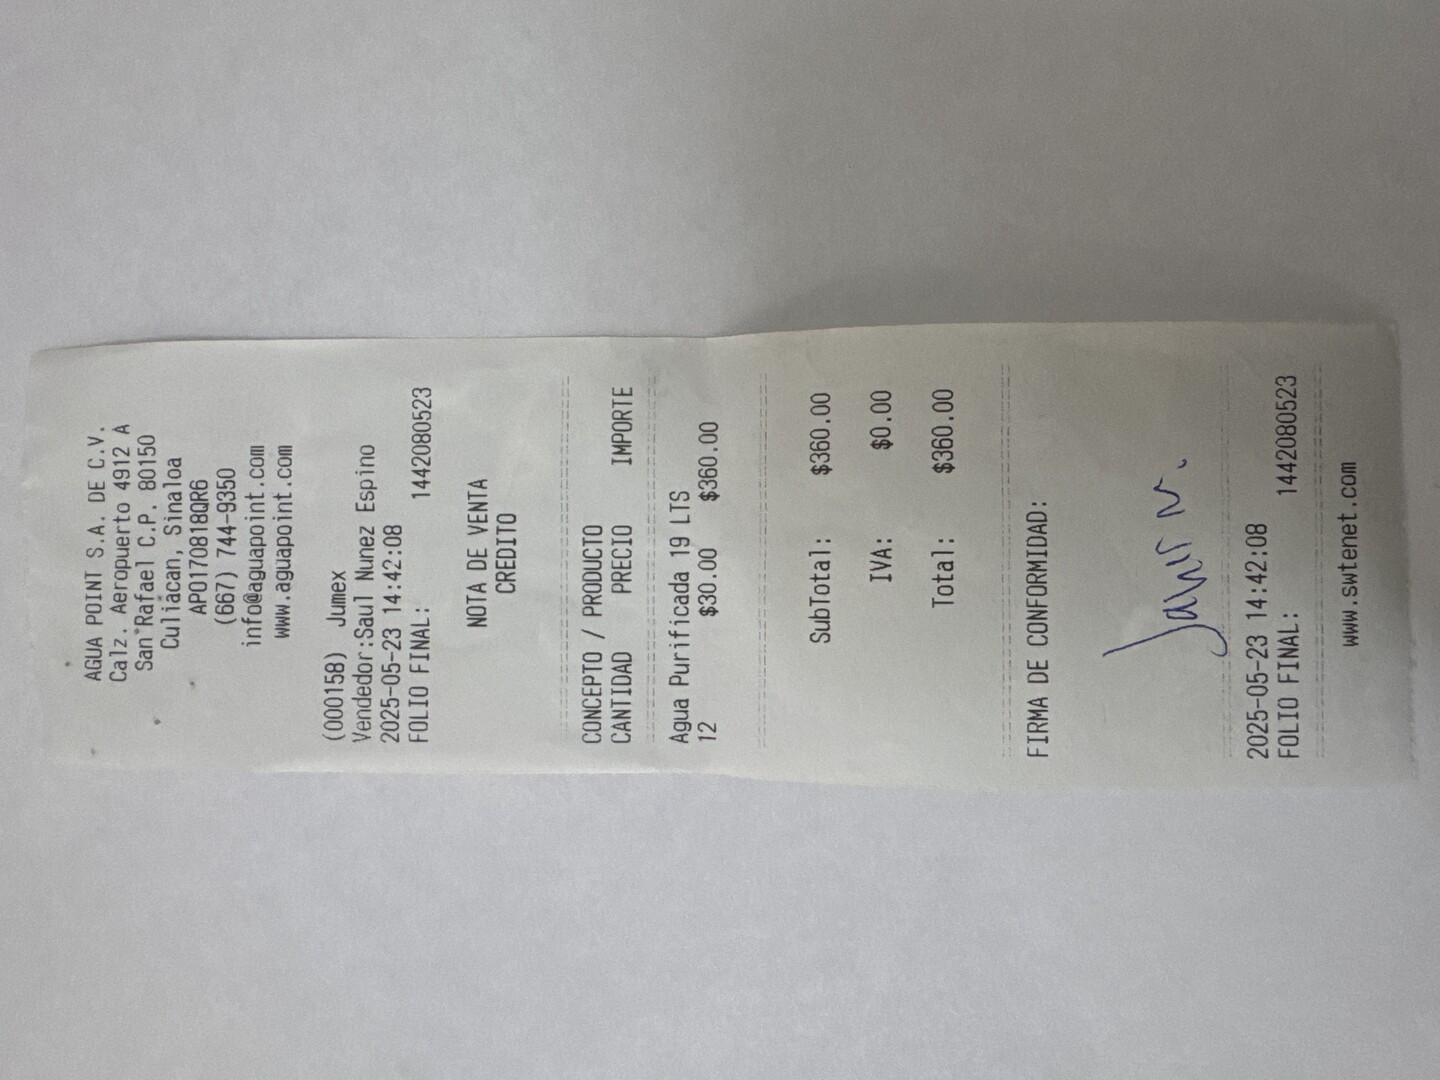 AGUA POINT S.A. DE C.V.
Calz. Aeropuerto 4912 A
San Rafael C.P. 80150
Culiacan, Sinaloa
APO170818QR6
(667) 744-9350
info@aguapoint.com
www.aguapoint.com
(000158) Jumex
Vendedor:Saul Nunez Espino
2025-05-23 14:42:08
FOLIO FINAL: 1442080523
NOTA DE VENTA
CREDITO
CONCEPTO / PRODUCTO
CANTIDAD PRECIO IMPORTE
Agua Purificada 19 LTS
12 $30.00 $360.00
SubTotal: $360.00
IVA: $0.00
Total: $360.00
FIRMA DE CONFORMIDAD:
2025-05-23 14:42:08
FOLIO FINAL: 1442080523
www.swtenet.com